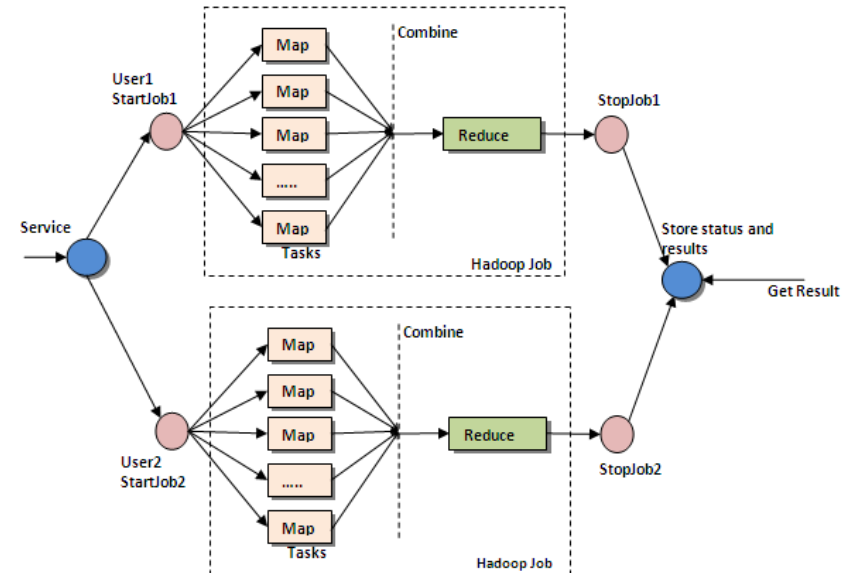 Combine
Map
User1
StartJob1
Map
StopJob1
Map
Reduce
.....
Service
Map
Store status and
results
Tasks
Hadoop Job
Get Result
Combine
Map
Map
Map
Reduce
User2
StartJob2
.....
StopJob2
Map
Tasks
Hadoop Job